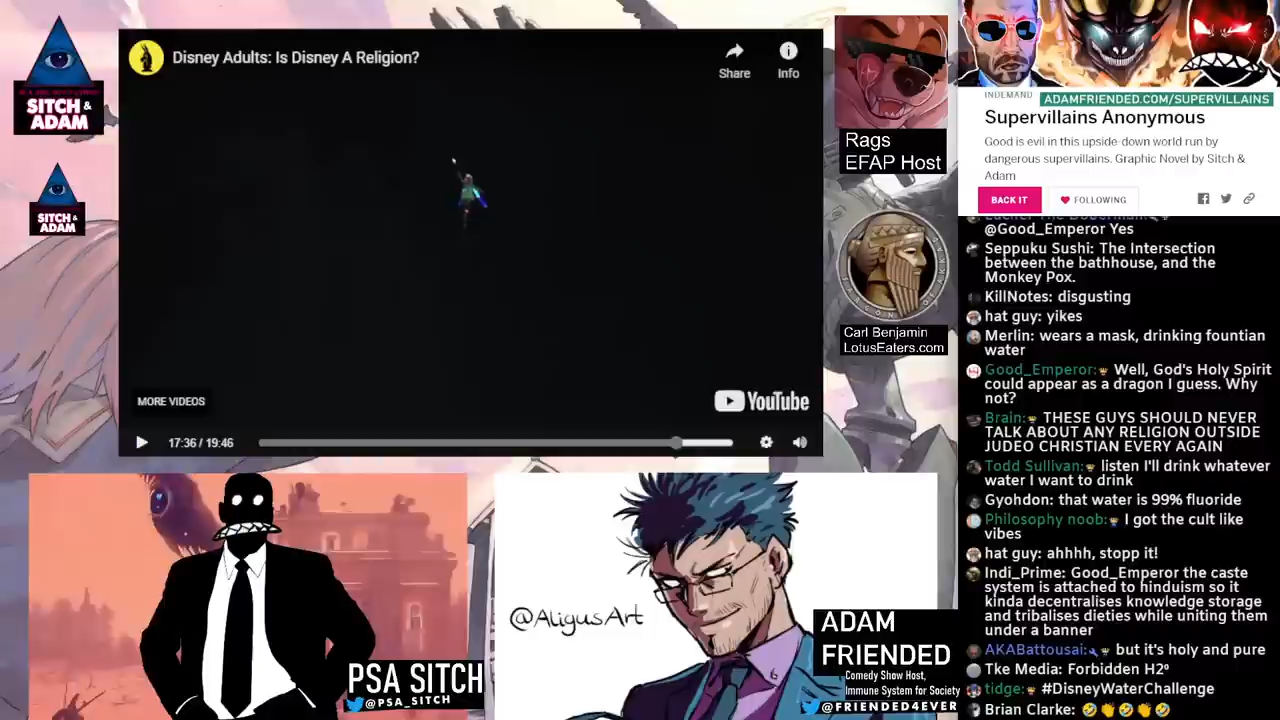 SITCH &
ADAM
SITCH &
ADAM
Disney Adults: Is Disney A Religion?
Share
Info
MORE VIDEOS
YouTube
17:36 / 19:46
Rags
EFAP Host
SARGON OF AKKAD
Carl Benjamin
LotusEaters.com
@AligusArt
PSA SITCH
@PSA_SITCH
ADAM
FRIENDED
Comedy Show Host,
Immune System for Society
@FRIENDED4EVER
INDEMAND
ADAMFRIENDED.COM/SUPERVILLAINS
Supervillains Anonymous
Good is evil in this upside-down world run by
dangerous supervillains. Graphic Novel by Sitch &
Adam
BACK IT
FOLLOWING
@Good_Emperor Yes
Seppuku Sushi: The Intersection
between the bathhouse, and the
Monkey Pox.
KillNotes: disgusting
hat guy: yikes
Merlin: wears a mask, drinking fountian
water
Good_Emperor: Well, God's Holy Spirit
could appear as a dragon I guess. Why
not?
Brain: THESE GUYS SHOULD NEVER
TALK ABOUT ANY RELIGION OUTSIDE
JUDEO CHRISTIAN EVERY AGAIN
Todd Sullivan: listen I'll drink whatever
water I want to drink
Gyohdon: that water is 99% fluoride
Philosophy noob: I got the cult like
vibes
hat guy: ahhhh, stopp it!
Indi_Prime: Good_Emperor the caste
system is attached to hinduism so it
kinda decentralises knowledge storage
and tribalises dieties while uniting them
under a banner
AKABattousai: but it's holy and pure
Tke Media: Forbidden H2º
tidge: #DisneyWaterChallenge
Brian Clarke: 🤣👏🤣👏🤣